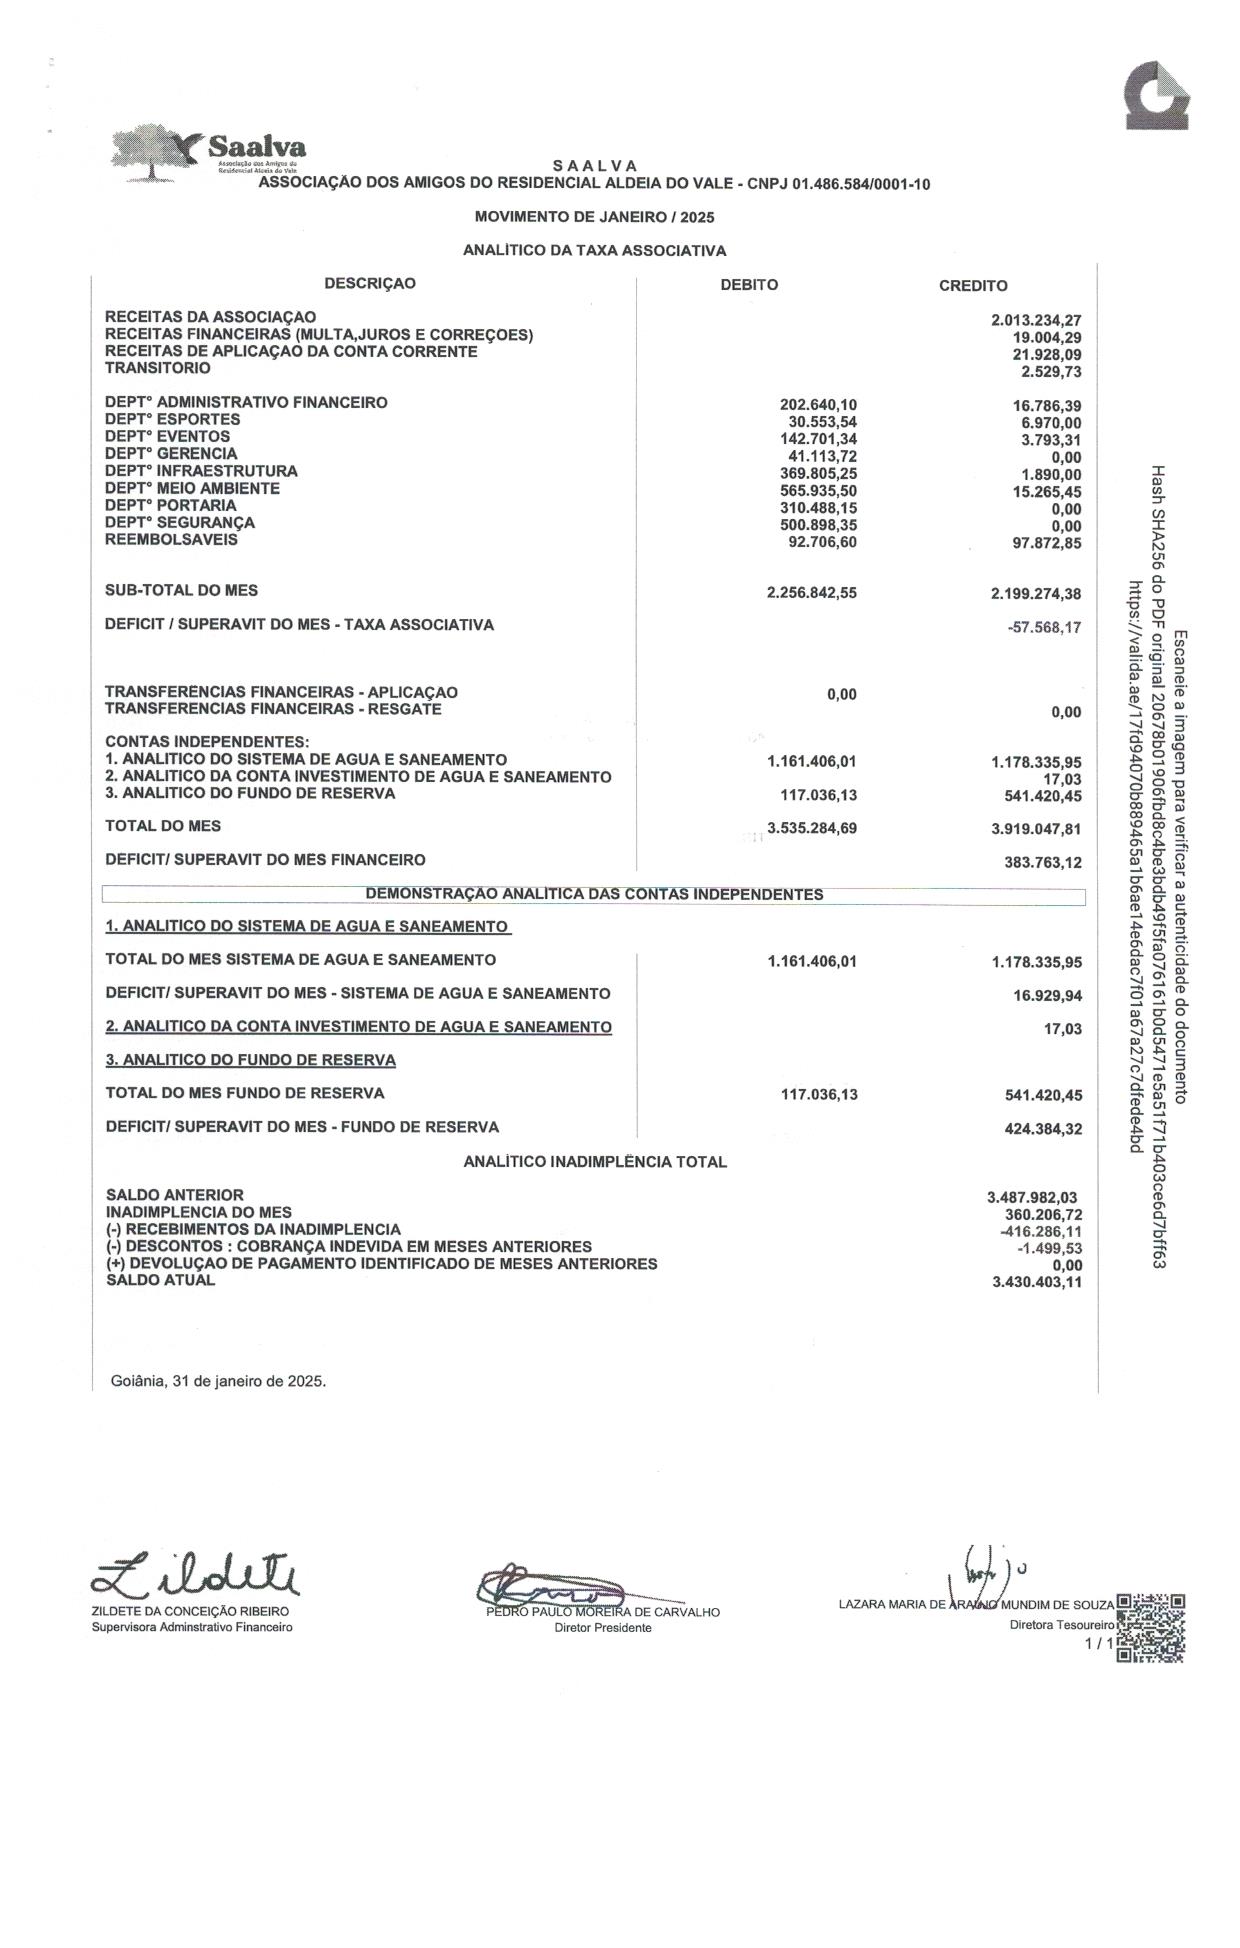 Saalva
Associação dos Amigos do
Residencial Aldeia do Vale
S A A L V A
ASSOCIAÇÃO DOS AMIGOS DO RESIDENCIAL ALDEIA DO VALE - CNPJ 01.486.584/0001-10
MOVIMENTO DE JANEIRO / 2025
ANALÍTICO DA TAXA ASSOCIATIVA
DESCRIÇAO DEBITO CREDITO
RECEITAS DA ASSOCIAÇAO 2.013.234,27
RECEITAS FINANCEIRAS (MULTA,JUROS E CORREÇOES) 19.004,29
RECEITAS DE APLICAÇAO DA CONTA CORRENTE 21.928,09
TRANSITORIO 2.529,73
DEPT° ADMINISTRATIVO FINANCEIRO 202.640,10 16.786,39
DEPT° ESPORTES 30.553,54 6.970,00
DEPT° EVENTOS 142.701,34 3.793,31
DEPT° GERENCIA 41.113,72 0,00
DEPT° INFRAESTRUTURA 369.805,25 1.890,00
DEPT° MEIO AMBIENTE 565.935,50 15.265,45
DEPT° PORTARIA 310.488,15 0,00
DEPT° SEGURANÇA 500.898,35 0,00
REEMBOLSAVEIS 92.706,60 97.872,85
SUB-TOTAL DO MES 2.256.842,55 2.199.274,38
DEFICIT / SUPERAVIT DO MES - TAXA ASSOCIATIVA -57.568,17
TRANSFERÊNCIAS FINANCEIRAS - APLICAÇAO 0,00
TRANSFERENCIAS FINANCEIRAS - RESGATE 0,00
CONTAS INDEPENDENTES:
1. ANALITICO DO SISTEMA DE AGUA E SANEAMENTO 1.161.406,01 1.178.335,95
2. ANALITICO DA CONTA INVESTIMENTO DE AGUA E SANEAMENTO 17,03
3. ANALITICO DO FUNDO DE RESERVA 117.036,13 541.420,45
TOTAL DO MES 3.535.284,69 3.919.047,81
DEFICIT/ SUPERAVIT DO MES FINANCEIRO 383.763,12
DEMONSTRAÇAO ANALITICA DAS CONTAS INDEPENDENTES
1. ANALITICO DO SISTEMA DE AGUA E SANEAMENTO
TOTAL DO MES SISTEMA DE AGUA E SANEAMENTO 1.161.406,01 1.178.335,95
DEFICIT/ SUPERAVIT DO MES - SISTEMA DE AGUA E SANEAMENTO 16.929,94
2. ANALITICO DA CONTA INVESTIMENTO DE AGUA E SANEAMENTO 17,03
3. ANALITICO DO FUNDO DE RESERVA
TOTAL DO MES FUNDO DE RESERVA 117.036,13 541.420,45
DEFICIT/ SUPERAVIT DO MES - FUNDO DE RESERVA 424.384,32
ANALÍTICO INADIMPLÊNCIA TOTAL
SALDO ANTERIOR 3.487.982,03
INADIMPLENCIA DO MES 360.206,72
(-) RECEBIMENTOS DA INADIMPLENCIA -416.286,11
(-) DESCONTOS : COBRANÇA INDEVIDA EM MESES ANTERIORES -1.499,53
(+) DEVOLUÇAO DE PAGAMENTO IDENTIFICADO DE MESES ANTERIORES 0,00
SALDO ATUAL 3.430.403,11
Goiânia, 31 de janeiro de 2025.
Zildete
ZILDETE DA CONCEIÇÃO RIBEIRO
Supervisora Adminstrativo Financeiro
PEDRO PAULO MOREIRA DE CARVALHO
Diretor Presidente
LAZARA MARIA DE ARAÚJO MUNDIM DE SOUZA
Diretora Tesoureiro
1 / 1
Escaneie a imagem para verificar a autenticidade do documento
Hash SHA256 do PDF original 20678b01906fbd8c4be3bdb49f5fa076161b0d5471e5a51f71b403ce6d7bff63
https://valida.ae/17fd94070b889465a1b6ae14e6dac7f01a67a27c7dfede4bd